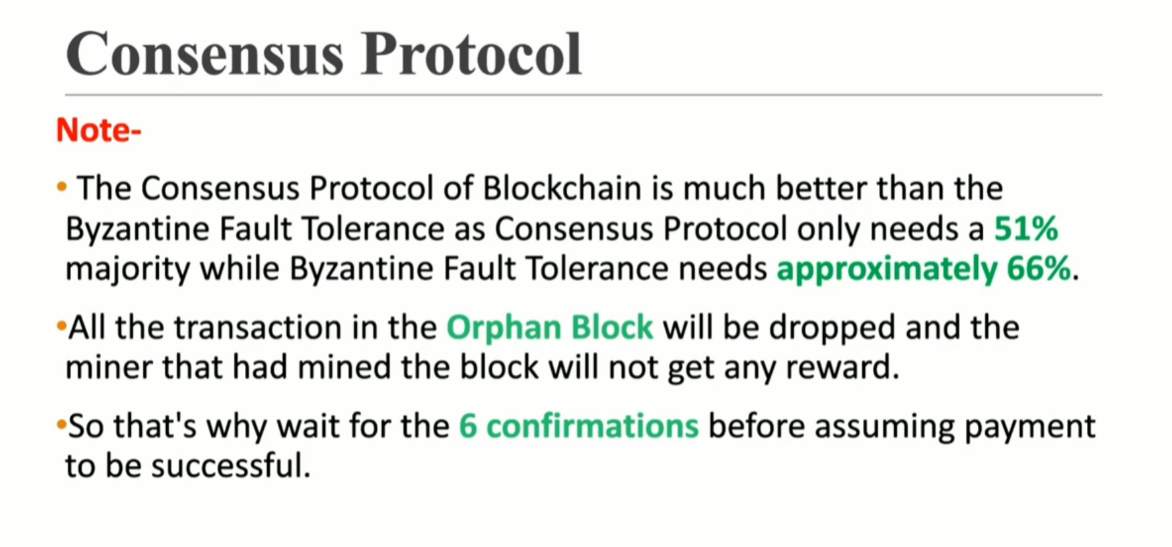 Consensus Protocol
Note-
• The Consensus Protocol of Blockchain is much better than the
Byzantine Fault Tolerance as Consensus Protocol only needs a 51%
majority while Byzantine Fault Tolerance needs approximately 66%.
•All the transaction in the Orphan Block will be dropped and the
miner that had mined the block will not get any reward.
•So that's why wait for the 6 confirmations before assuming payment
to be successful.